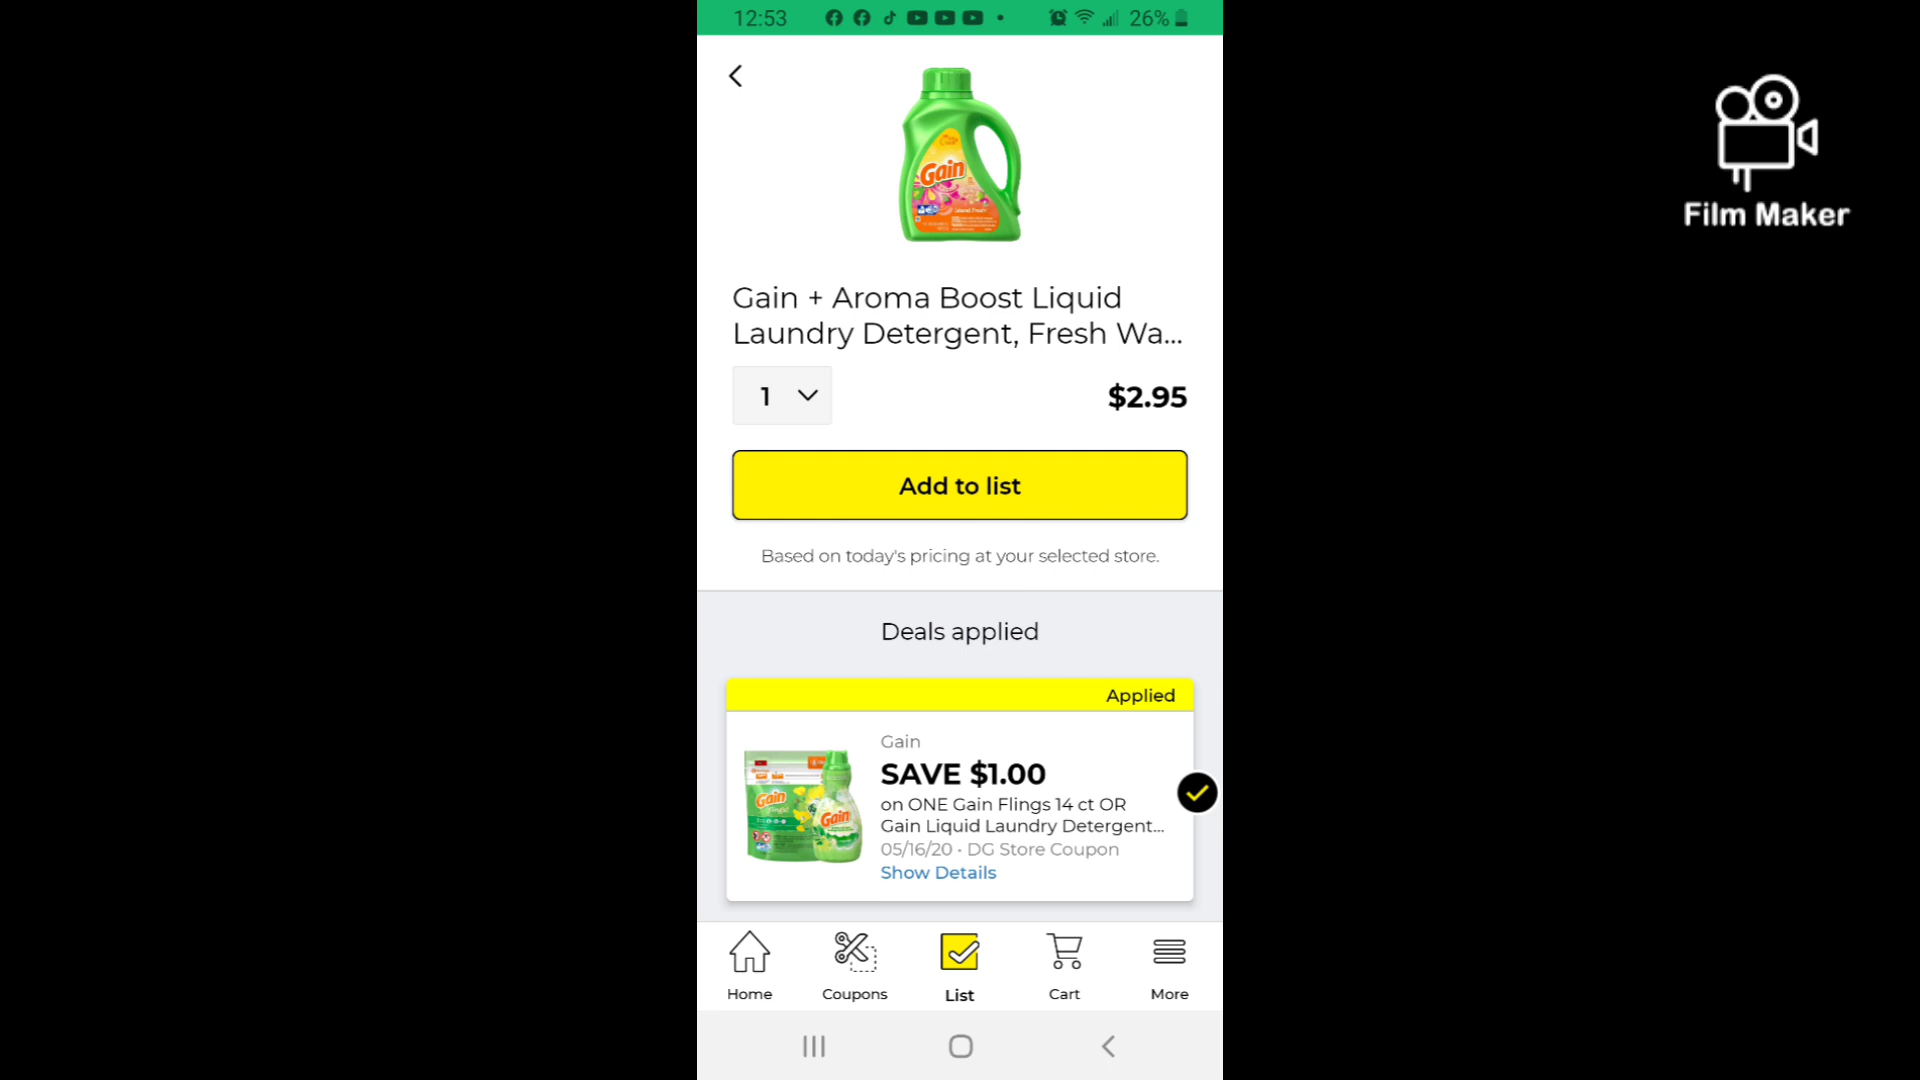 12:53
26%
Film Maker
Gain
Gain + Aroma Boost Liquid
Laundry Detergent, Fresh Wa...
1
$2.95
Add to list
Based on today's pricing at your selected store.
Deals applied
Applied
Gain
SAVE $1.00
on ONE Gain Flings 14 ct OR
Gain Liquid Laundry Detergent...
05/16/20 • DG Store Coupon
Show Details
Gain
Gain
Home
Coupons
List
Cart
More